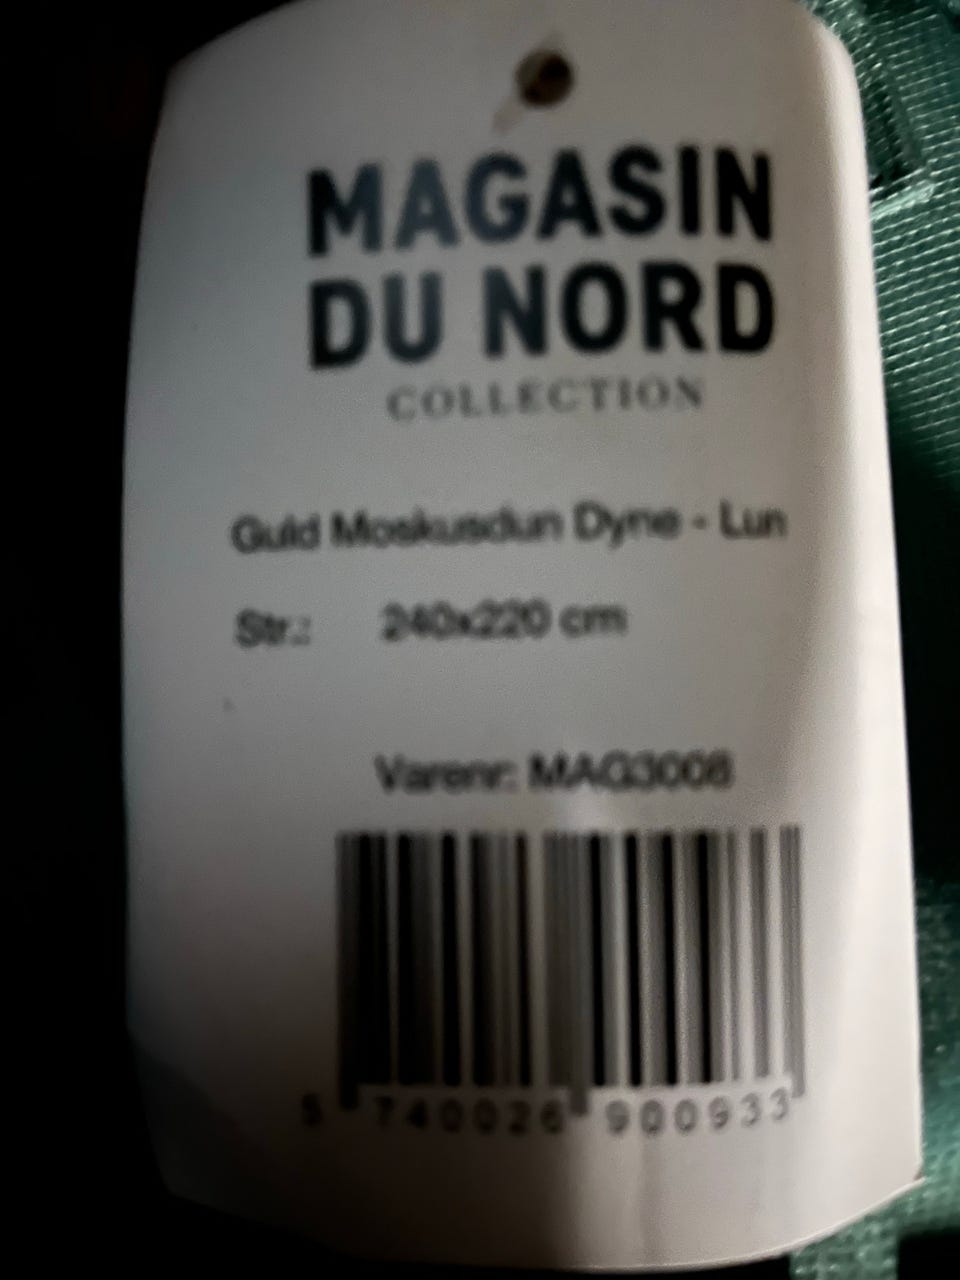 MAGASIN
DU NORD
COLLECTION
Guld Moskusdun Dyne - Lun
Str.: 240x220 cm
Varenr: MAG3008
5 740026 900933